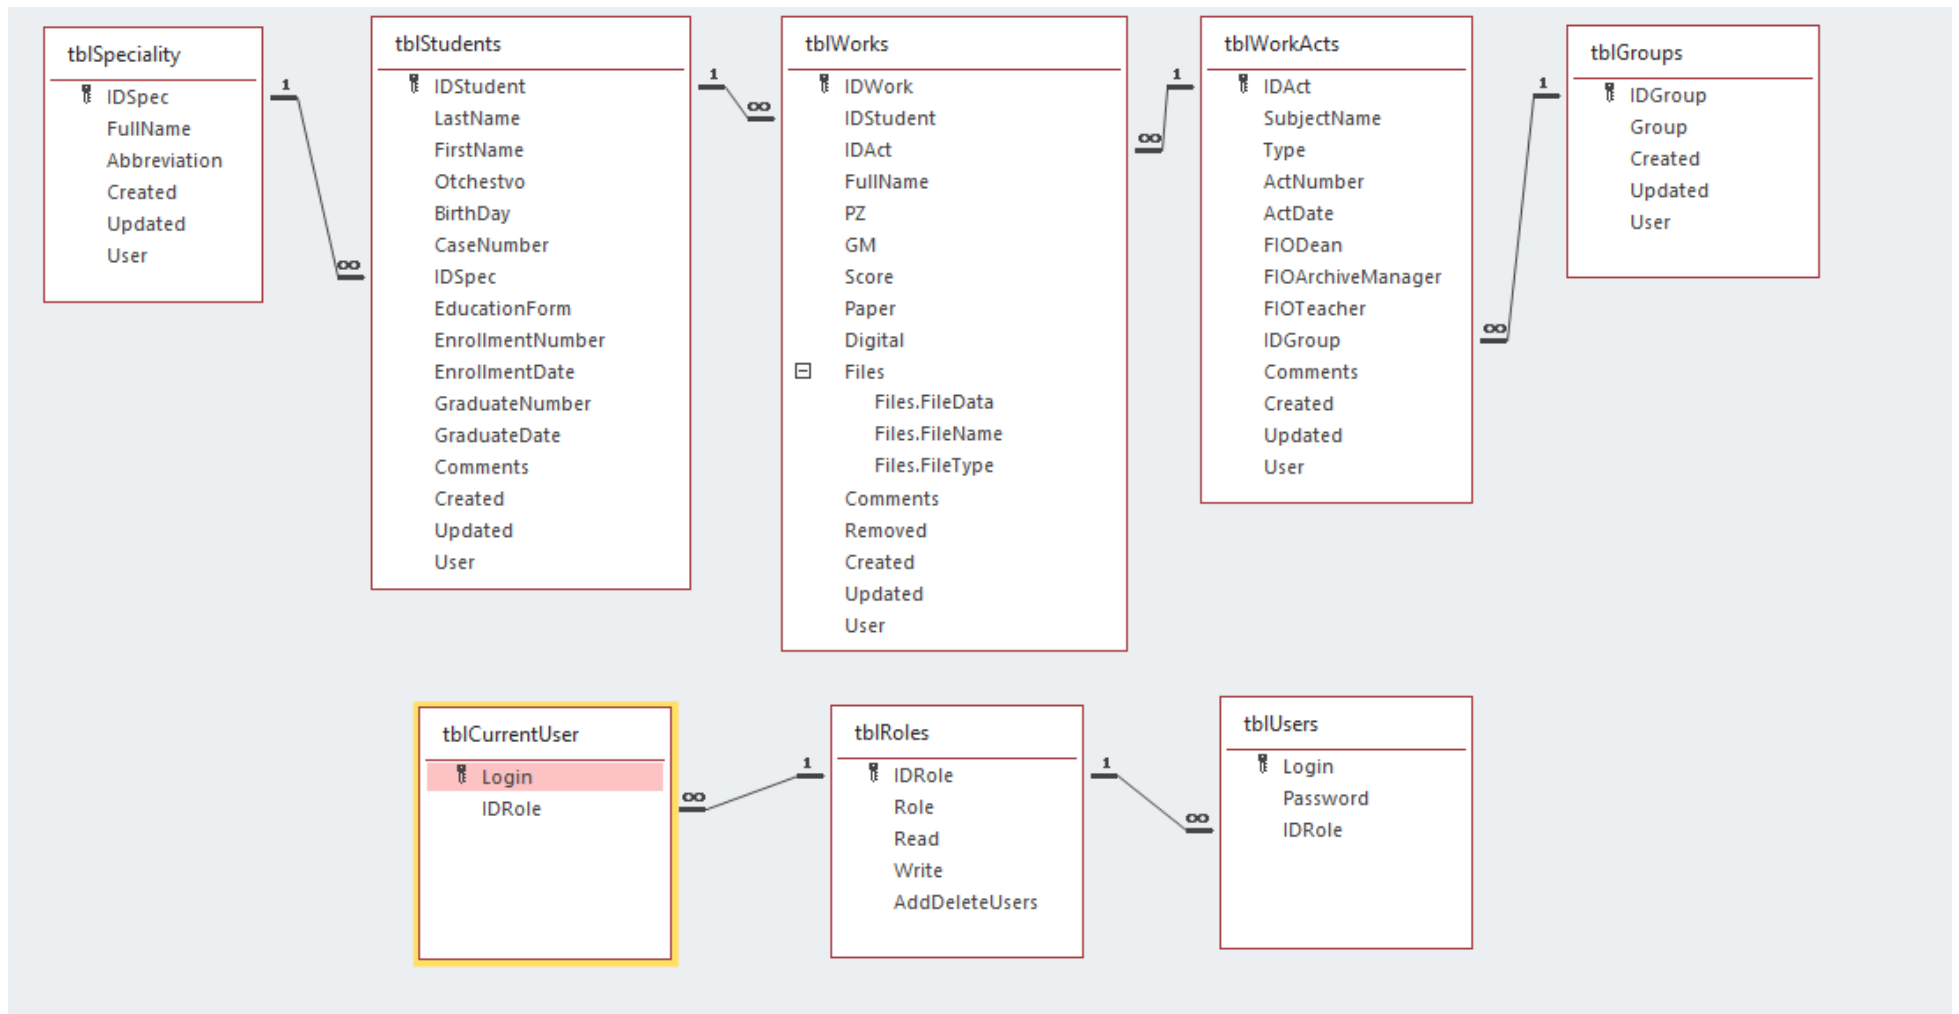 tblSpeciality
IDSpec
FullName
Abbreviation
Created
Updated
User
1
∞
tblStudents
IDStudent
LastName
FirstName
Otchestvo
BirthDay
CaseNumber
IDSpec
EducationForm
EnrollmentNumber
EnrollmentDate
GraduateNumber
GraduateDate
Comments
Created
Updated
User
1
∞
tblWorks
IDWork
IDStudent
IDAct
FullName
PZ
GM
Score
Paper
Digital
Files
Files.FileData
Files.FileName
Files.FileType
Comments
Removed
Created
Updated
User
1
∞
tblWorkActs
IDAct
SubjectName
Type
ActNumber
ActDate
FIODean
FIOArchiveManager
FIOTeacher
IDGroup
Comments
Created
Updated
User
1
∞
tblGroups
IDGroup
Group
Created
Updated
User
tblCurrentUser
Login
IDRole
1
∞
tblRoles
IDRole
Role
Read
Write
AddDeleteUsers
1
∞
tblUsers
Login
Password
IDRole